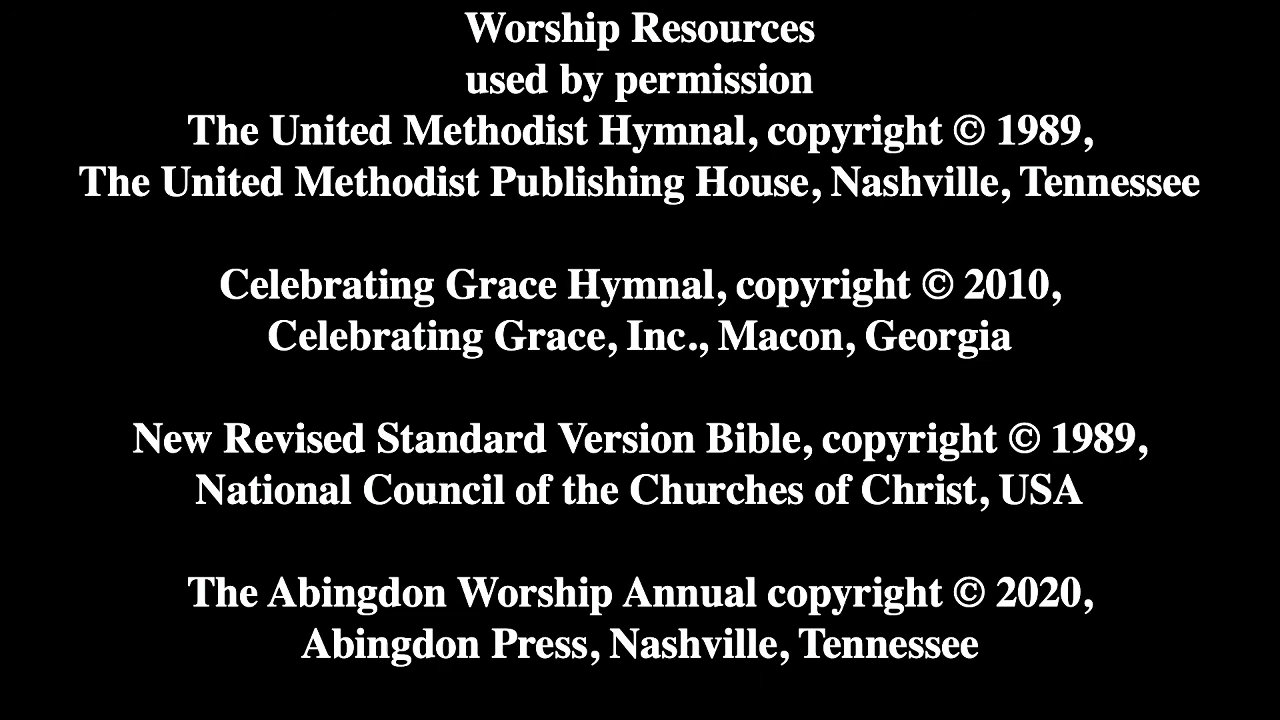 Worship Resources
used by permission
The United Methodist Hymnal, copyright © 1989,
The United Methodist Publishing House, Nashville, Tennessee
Celebrating Grace Hymnal, copyright © 2010,
Celebrating Grace, Inc., Macon, Georgia
New Revised Standard Version Bible, copyright © 1989,
National Council of the Churches of Christ, USA
The Abingdon Worship Annual copyright © 2020,
Abingdon Press, Nashville, Tennessee